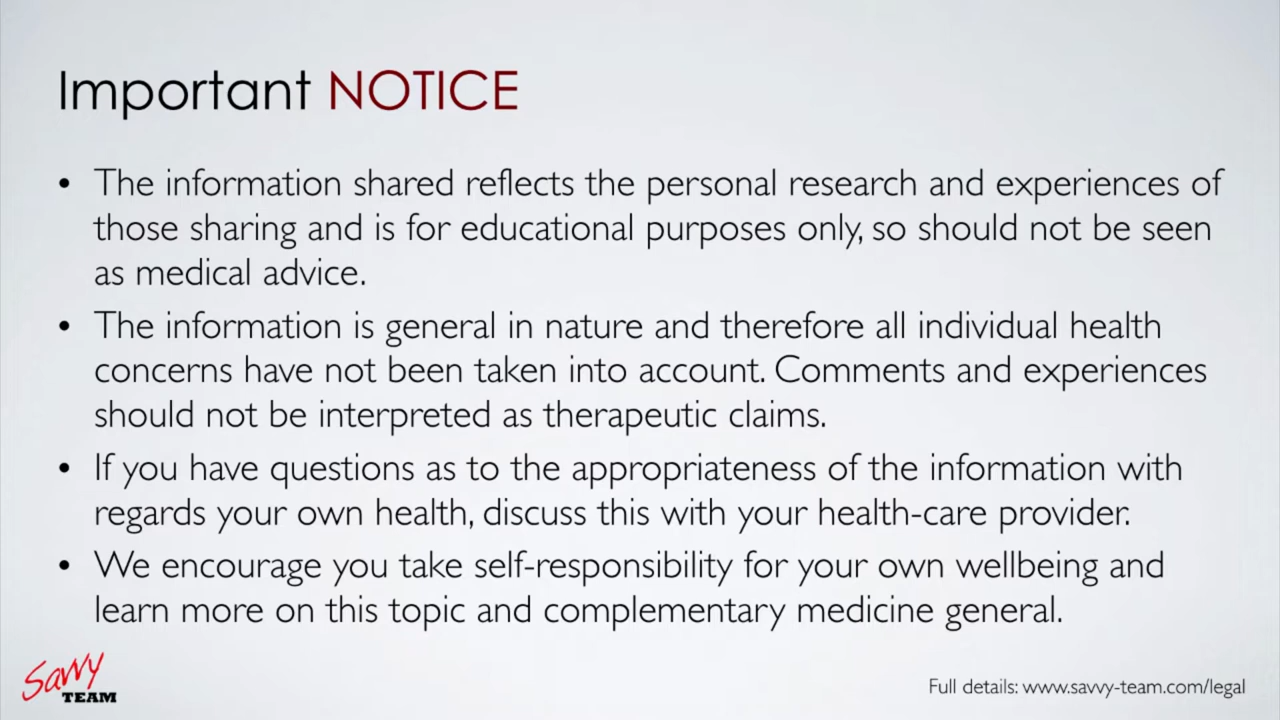 Important NOTICE
• The information shared reflects the personal research and experiences of
those sharing and is for educational purposes only, so should not be seen
as medical advice.
• The information is general in nature and therefore all individual health
concerns have not been taken into account. Comments and experiences
should not be interpreted as therapeutic claims.
• If you have questions as to the appropriateness of the information with
regards your own health, discuss this with your health-care provider.
• We encourage you take self-responsibility for your own wellbeing and
learn more on this topic and complementary medicine general.
Savvy
TEAM
Full details: www.savvy-team.com/legal